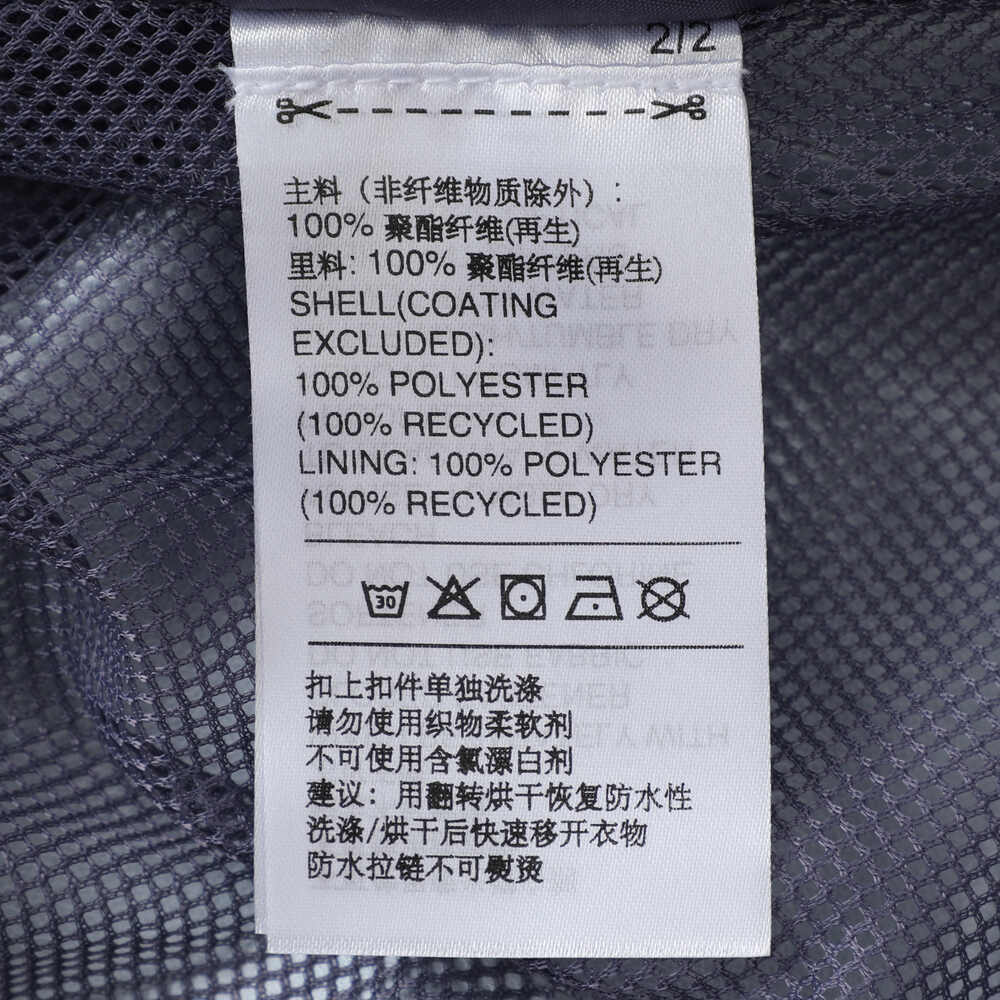 2/2
主料（非纤维物质除外）:
100% 聚酯纤维(再生)
里料: 100% 聚酯纤维(再生)
SHELL(COATING
EXCLUDED):
100% POLYESTER
(100% RECYCLED)
LINING: 100% POLYESTER
(100% RECYCLED)
30
扣上扣件单独洗涤
请勿使用织物柔软剂
不可使用含氯漂白剂
建议：用翻转烘干恢复防水性
洗涤/烘干后快速移开衣物
防水拉链不可熨烫